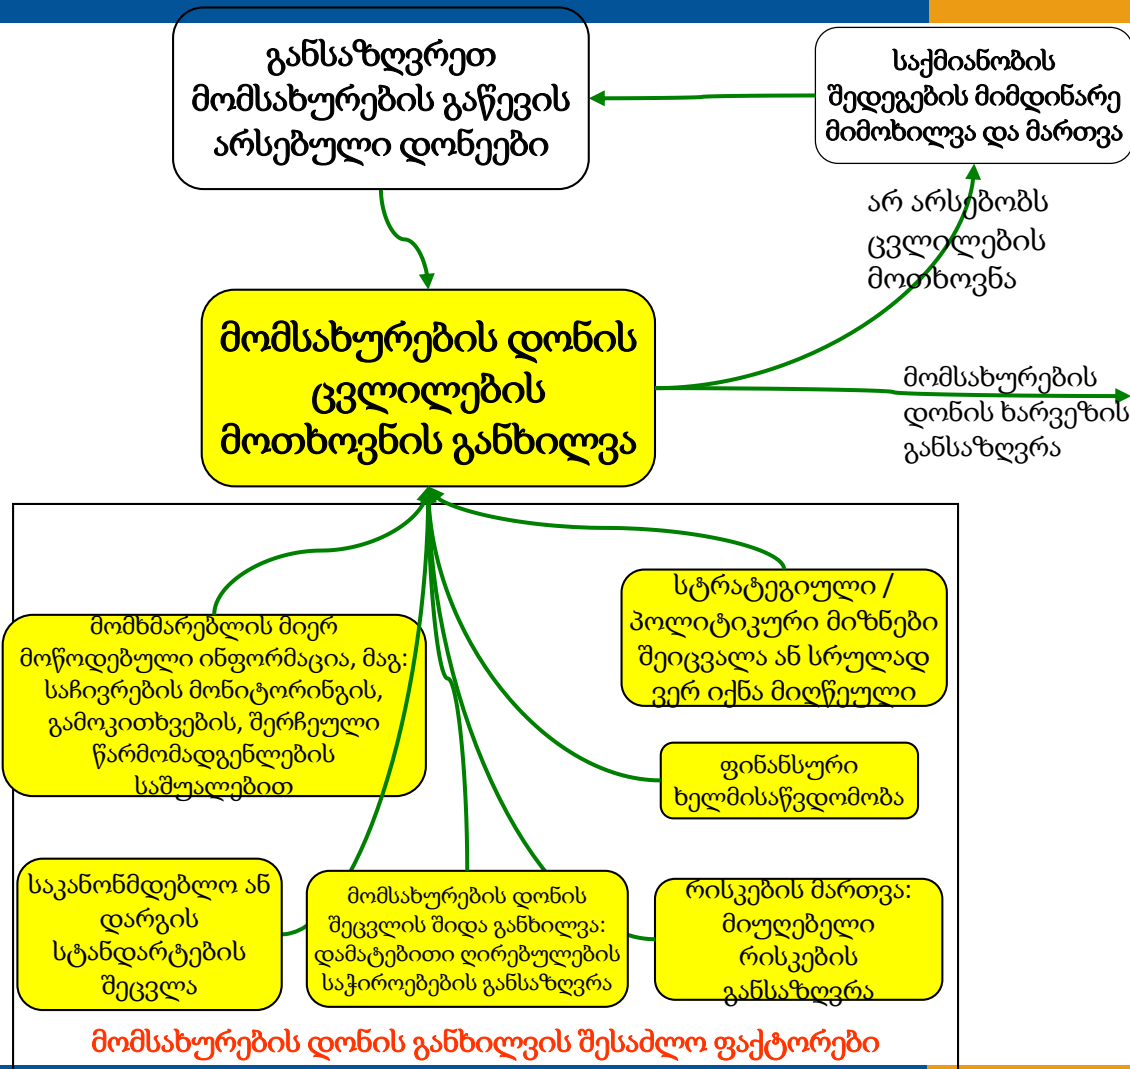 განსაზღვრეთ
მომსახურების გაწევის
არსებული დონეები
საქმიანობის
შედეგების მიმდინარე
მიმოხილვა და მართვა
არ არსებობს
ცვლილების
მოთხოვნა
მომსახურების დონის
ცვლილების
მოთხოვნის განხილვა
მომსახურების
დონის ხარვეზის
განსაზღვრა
სტრატეგიული /
პოლიტიკური მიზნები
შეიცვალა ან სრულად
ვერ იქნა მიღწეული
მომხმარებლის მიერ
მოწოდებული ინფორმაცია, მაგ:
საჩივრების მონიტორინგის,
გამოკითხვების, შერჩეული
წარმომადგენლების
საშუალებით
ფინანსური
ხელმისაწვდომობა
საკანონმდებლო ან
დარგის
სტანდარტების
შეცვლა
მომსახურების დონის
შეცვლის შიდა განხილვა:
დამატებითი ღირებულების
საჭიროებების განსაზღვრა
რისკების მართვა:
მიუღებელი
რისკების
განსაზღვრა
მომსახურების დონის განხილვის შესაძლო ფაქტორები